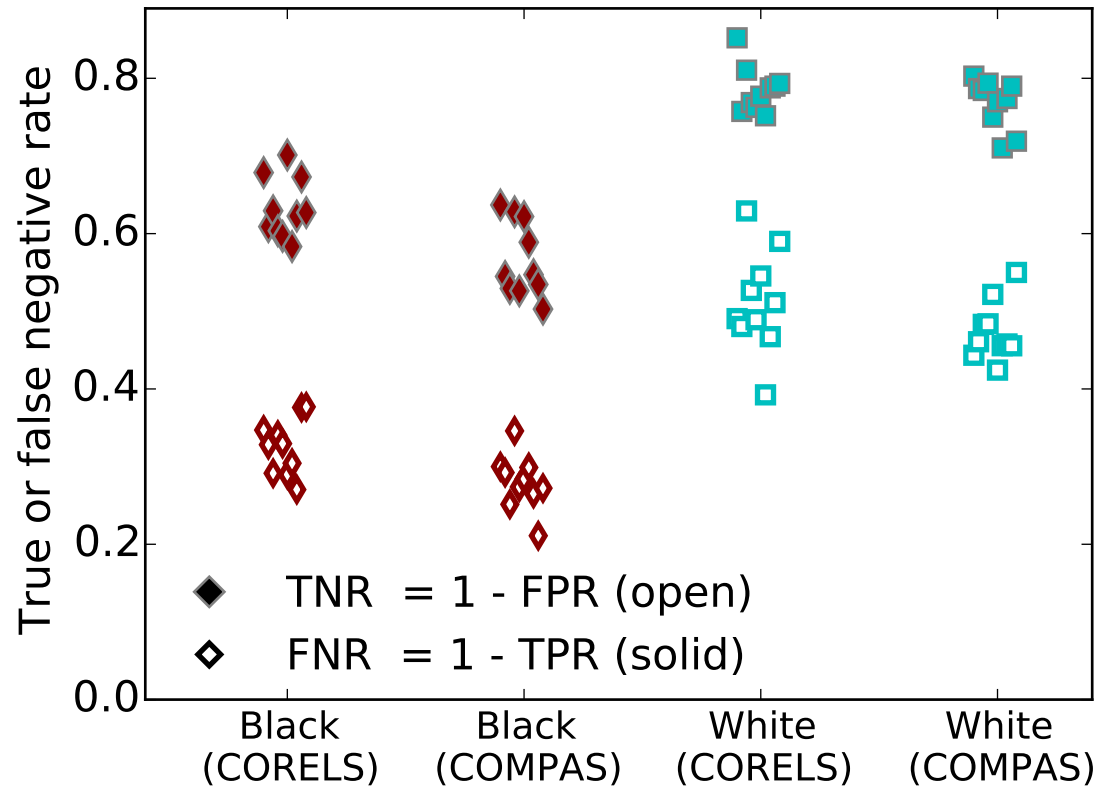 True or false negative rate
0.8
0.6
0.4
0.2
0.0
TNR = 1 - FPR (open)
FNR = 1 - TPR (solid)
Black
(CORELS)
Black
(COMPAS)
White
(CORELS)
White
(COMPAS)